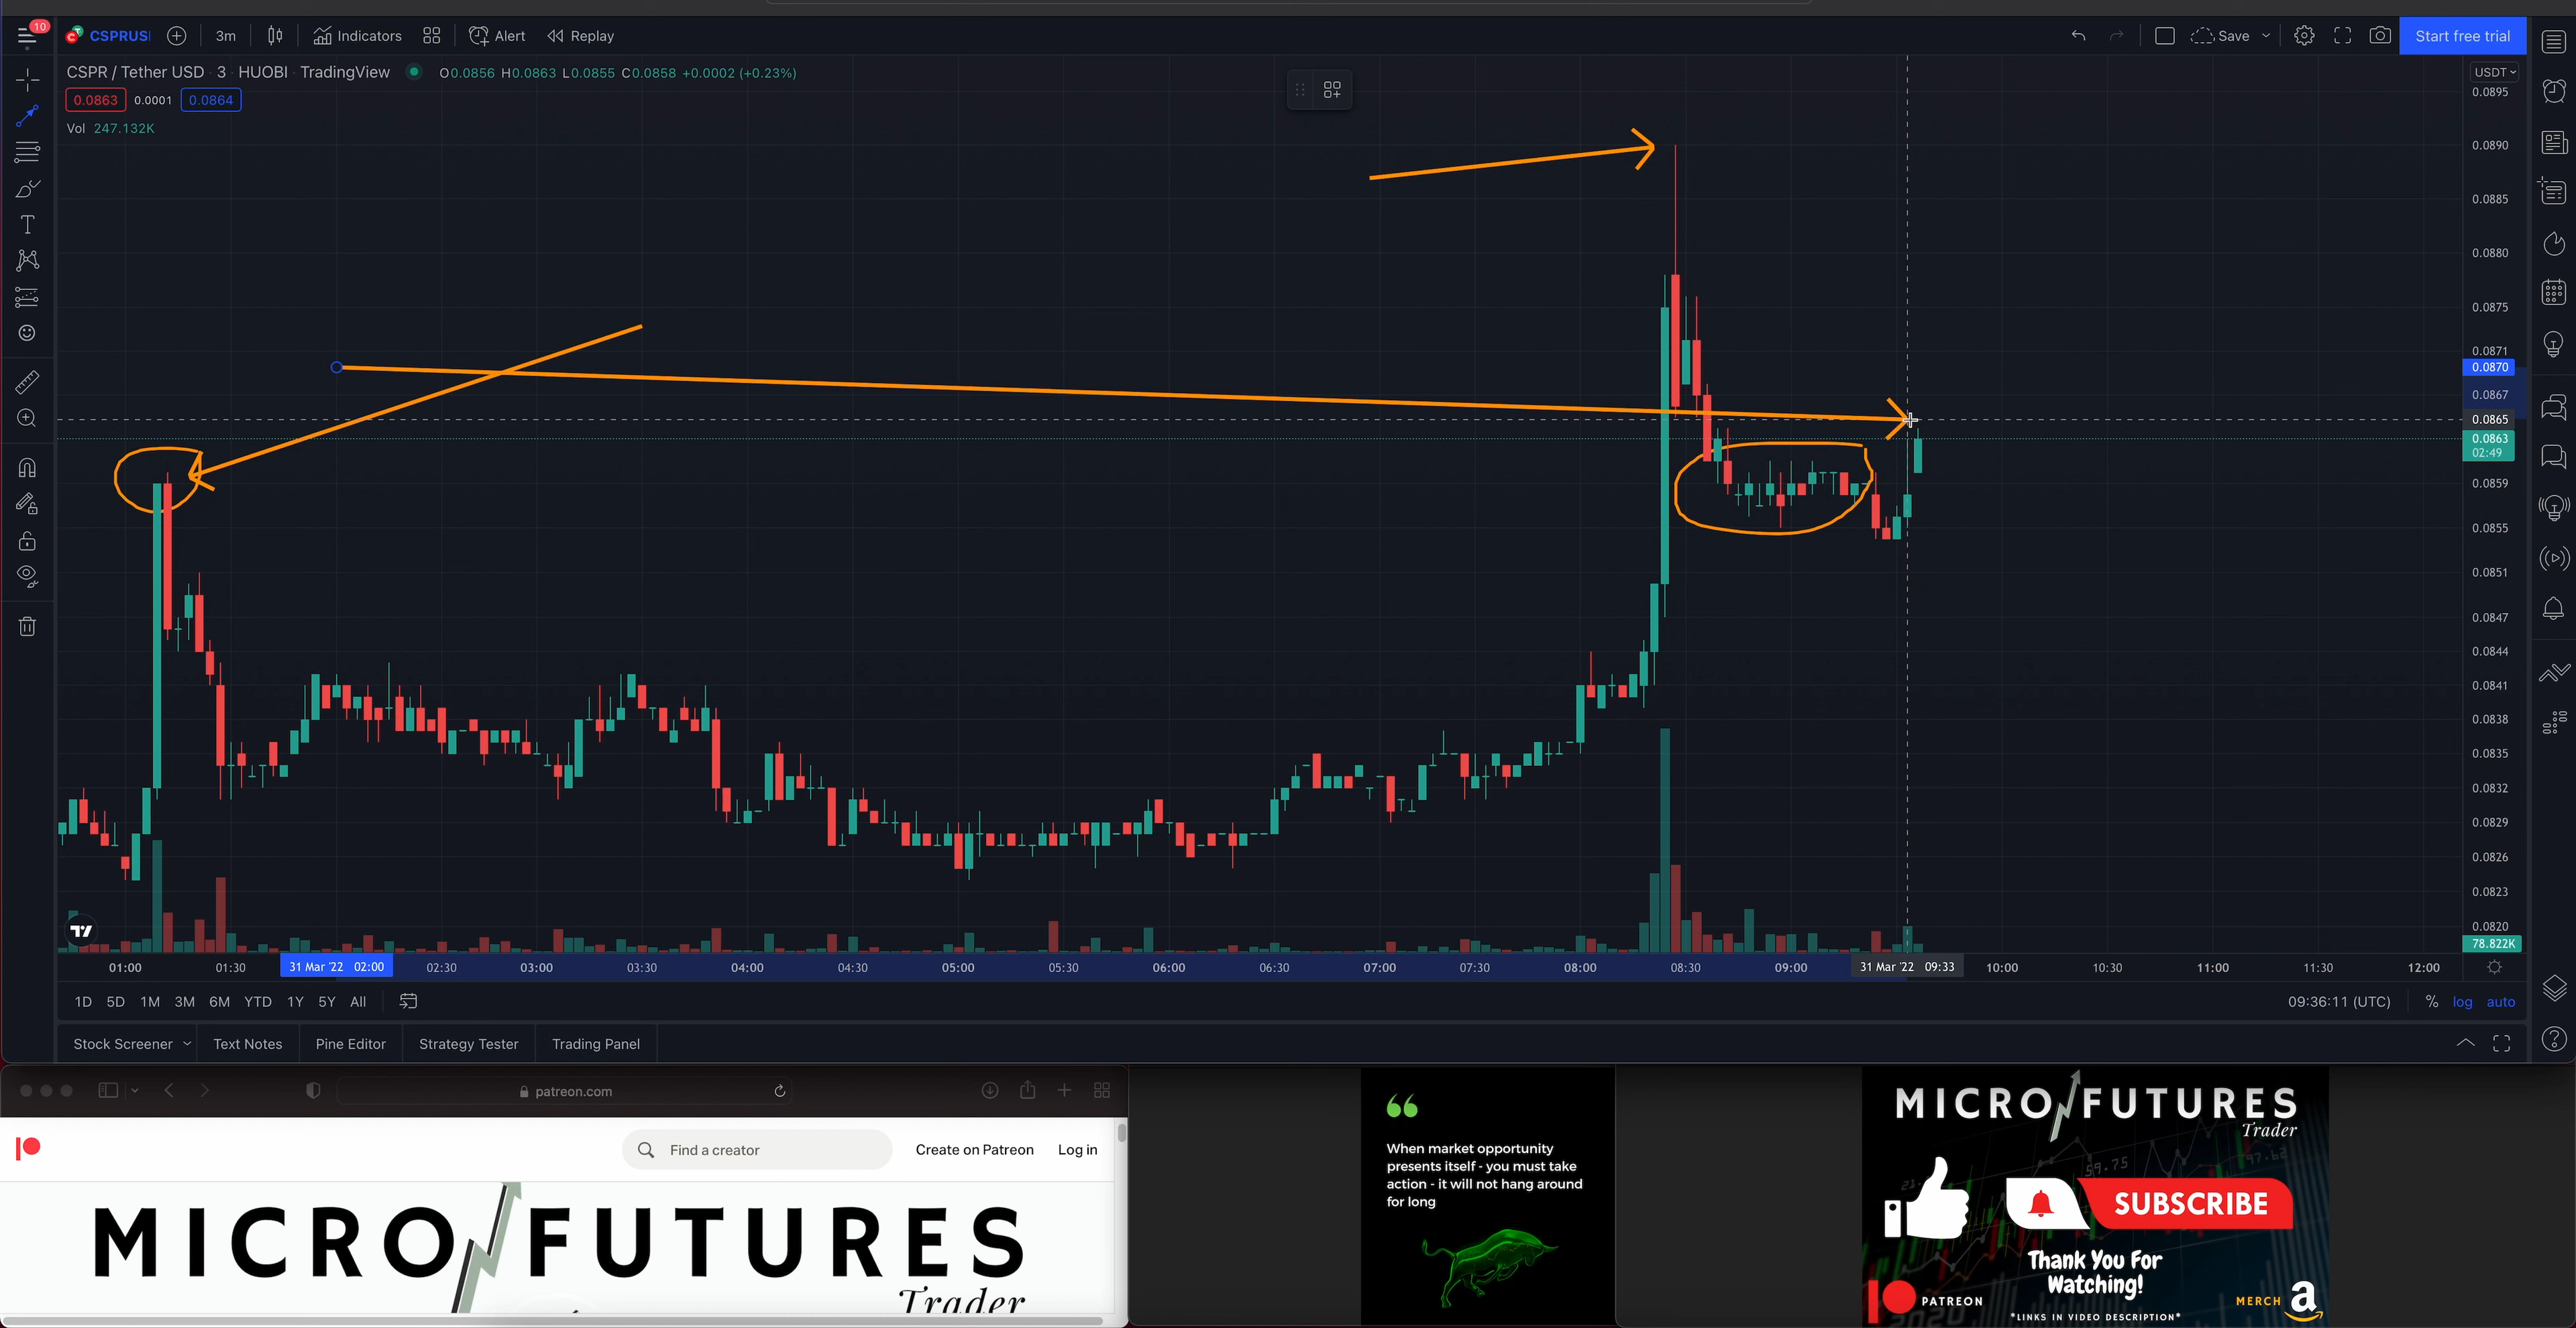 10
CSPRUS
3m
Indicators
Alert
Replay
Save
Start free trial
CSPR / Tether USD · 3 · HUOBI · TradingView
O0.0856 H0.0863 L0.0855 C0.0858 +0.0002 (+0.23%)
0.0863 0.0001 0.0864
Vol 247.132K
USDT
0.0895
0.0890
0.0885
0.0880
0.0875
0.0871
0.0870
0.0867
0.0865
0.0863
02:49
0.0859
0.0855
0.0851
0.0847
0.0844
0.0841
0.0838
0.0835
0.0832
0.0829
0.0826
0.0823
0.0820
78.822K
01:00 01:30 31 Mar '22 02:00 02:30 03:00 03:30 04:00 04:30 05:00 05:30 06:00 06:30 07:00 07:30 08:00 08:30 09:00 31 Mar '22 09:33 10:00 10:30 11:00 11:30 12:00
1D 5D 1M 3M 6M YTD 1Y 5Y All
09:36:11 (UTC) % log auto
Stock Screener Text Notes Pine Editor Strategy Tester Trading Panel
patreon.com
Find a creator
Create on Patreon
Log in
MICRO FUTURES
Trader
When market opportunity
presents itself - you must take
action - it will not hang around
for long
MICRO FUTURES
Trader
59.75
97.62
SUBSCRIBE
Thank You For
Watching!
PATREON
MERCH a
*LINKS IN VIDEO DESCRIPTION*